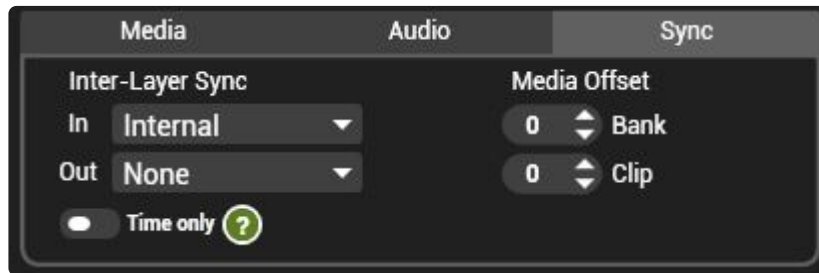 Media Audio Sync
Inter-Layer Sync Media Offset
In Internal 0 Bank
Out None 0 Clip
Time only ?